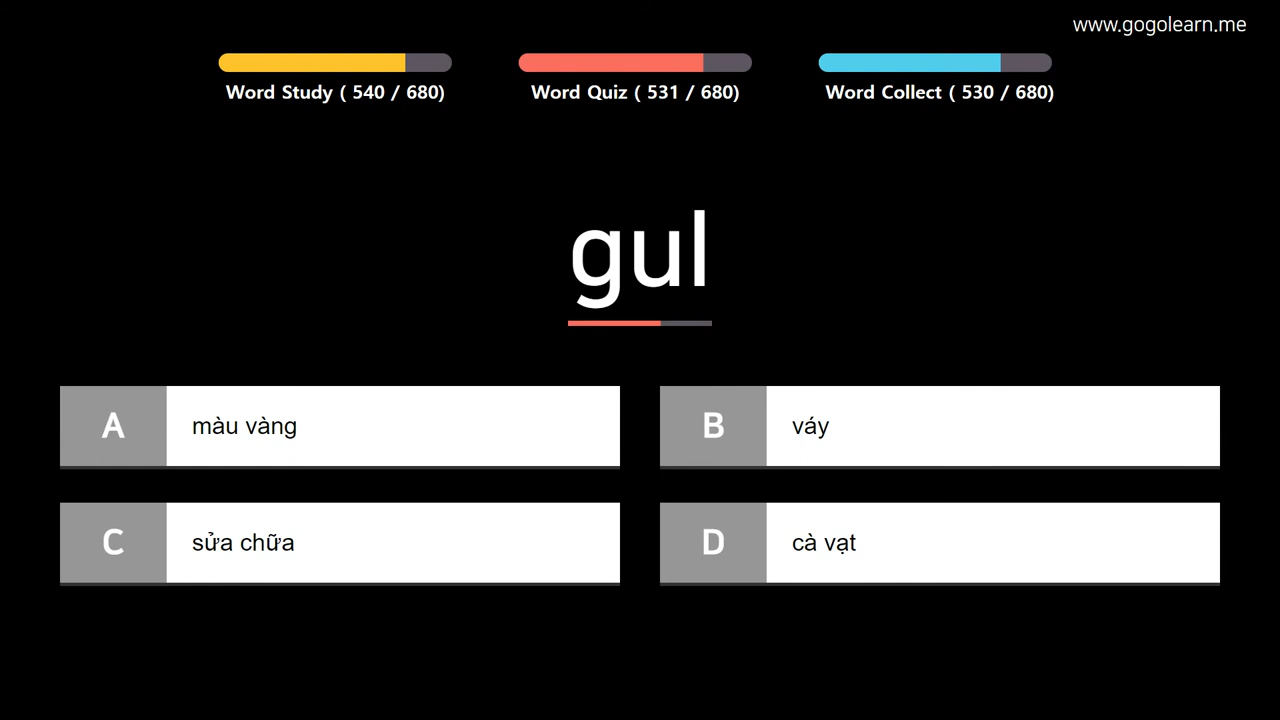 www.gogolearn.me
Word Study ( 540 / 680)
Word Quiz ( 531 / 680)
Word Collect ( 530 / 680)
gul
A màu vàng
B váy
C sửa chữa
D cà vạt